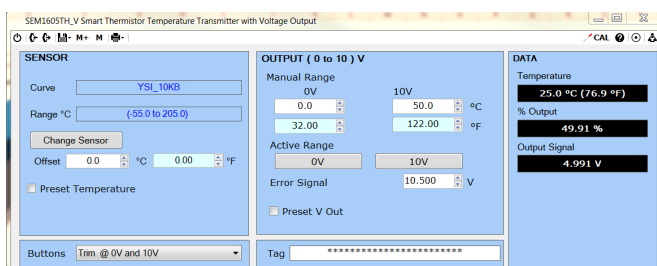 SEM1605TH_V Smart Thermistor Temperature Transmitter with Voltage Output
M+ M CAL
SENSOR
Curve YSI_10KB
Range °C (-55.0 to 205.0)
Change Sensor
Offset 0.0 °C 0.00 °F
Preset Temperature
Buttons Trim @ 0V and 10V
OUTPUT ( 0 to 10 ) V
Manual Range
0V 10V
0.0 50.0 °C
32.00 122.00 °F
Active Range
0V 10V
Error Signal 10.500 V
Preset V Out
Tag ************************
DATA
Temperature
25.0 ºC (76.9 ºF)
% Output
49.91 %
Output Signal
4.991 V